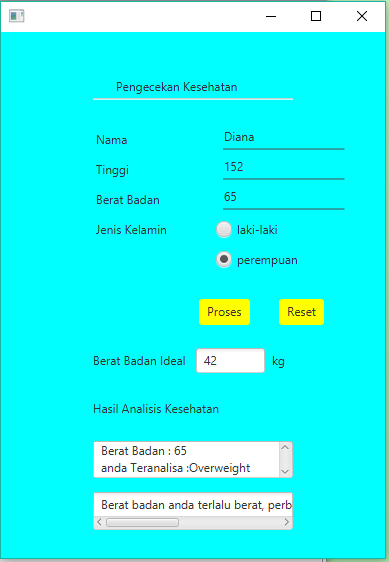 Pengecekan Kesehatan
Nama Diana
Tinggi 152
Berat Badan 65
Jenis Kelamin laki-laki
perempuan
Proses Reset
Berat Badan Ideal 42 kg
Hasil Analisis Kesehatan
Berat Badan : 65
anda Teranalisa :Overweight
Berat badan anda terlalu berat, perb